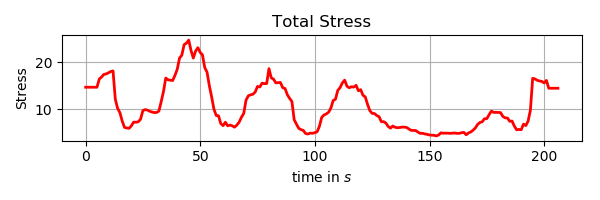 Total Stress
20
10
Stress
0 50 100 150 200
time in s